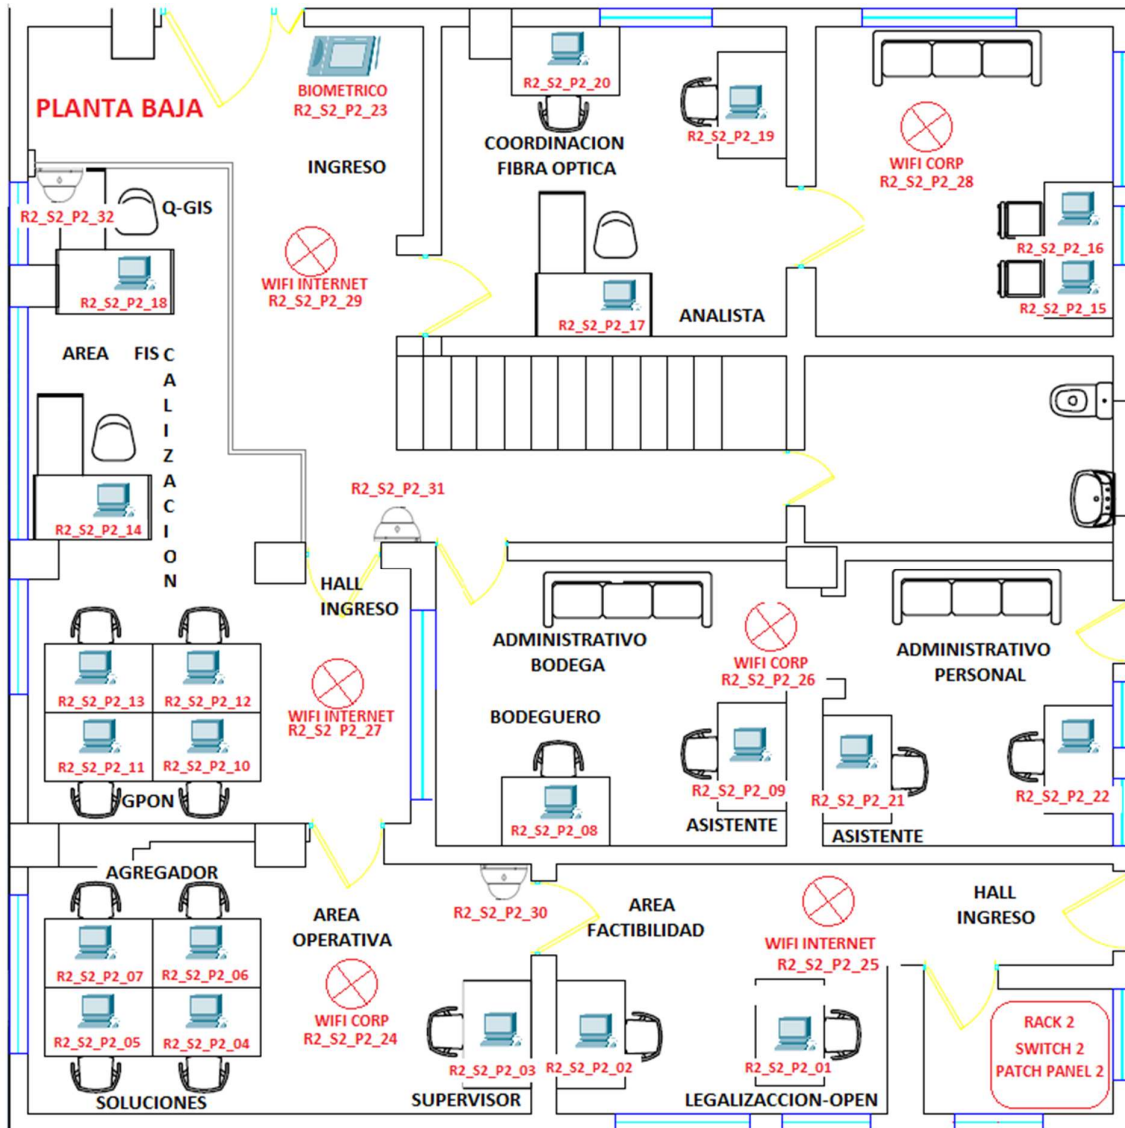 PLANTA BAJA
BIOMETRICO
R2_S2_P2_23
R2_S2_P2_20
R2_S2_P2_19
COORDINACION
FIBRA OPTICA
INGRESO
WIFI CORP
R2_S2_P2_28
R2_S2_P2_32
Q-GIS
R2_S2_P2_16
R2_S2_P2_15
WIFI INTERNET
R2_S2_P2_29
R2_S2_P2_18
R2_S2_P2_17
ANALISTA
AREA FIS
C
A
L
I
Z
A
C
I
O
N
R2_S2_P2_14
R2_S2_P2_31
HALL
INGRESO
ADMINISTRATIVO
BODEGA
WIFI CORP
R2_S2_P2_26
ADMINISTRATIVO
PERSONAL
R2_S2_P2_13
R2_S2_P2_12
WIFI INTERNET
R2_S2 P2_27
BODEGUERO
R2_S2_P2_11
R2_S2_P2_10
GPON
R2_S2_P2_09
R2_S2_P2_21
R2_S2_P2_22
R2_S2_P2_08
ASISTENTE
ASISTENTE
AGREGADOR
AREA
OPERATIVA
R2_S2_P2_30
AREA
FACTIBILIDAD
HALL
INGRESO
WIFI INTERNET
R2_S2_P2_25
R2_S2_P2_07
R2_S2_P2_06
R2_S2_P2_05
R2_S2_P2_04
WIFI CORP
R2_S2_P2_24
R2_S2_P2_03
R2_S2_P2_02
R2_S2_P2_01
RACK 2
SWITCH 2
PATCH PANEL 2
SOLUCIONES
SUPERVISOR
LEGALIZACCION-OPEN